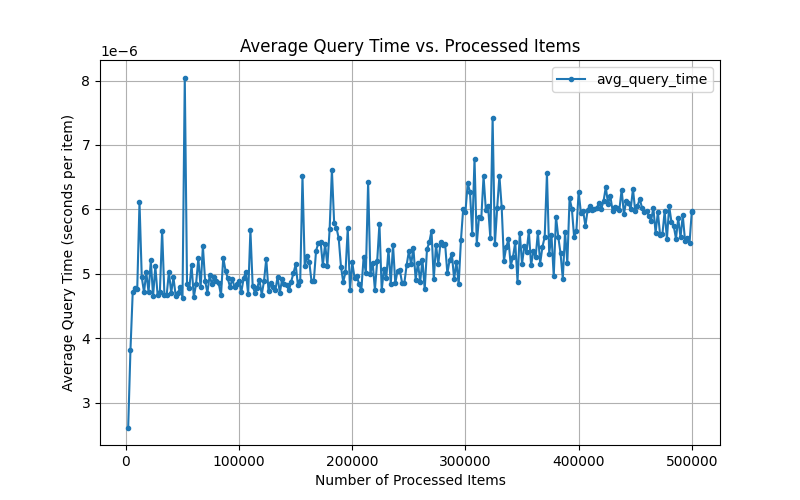 Average Query Time vs. Processed Items
1e−6
avg_query_time
8
7
6
5
4
3
Average Query Time (seconds per item)
0 100000 200000 300000 400000 500000
Number of Processed Items